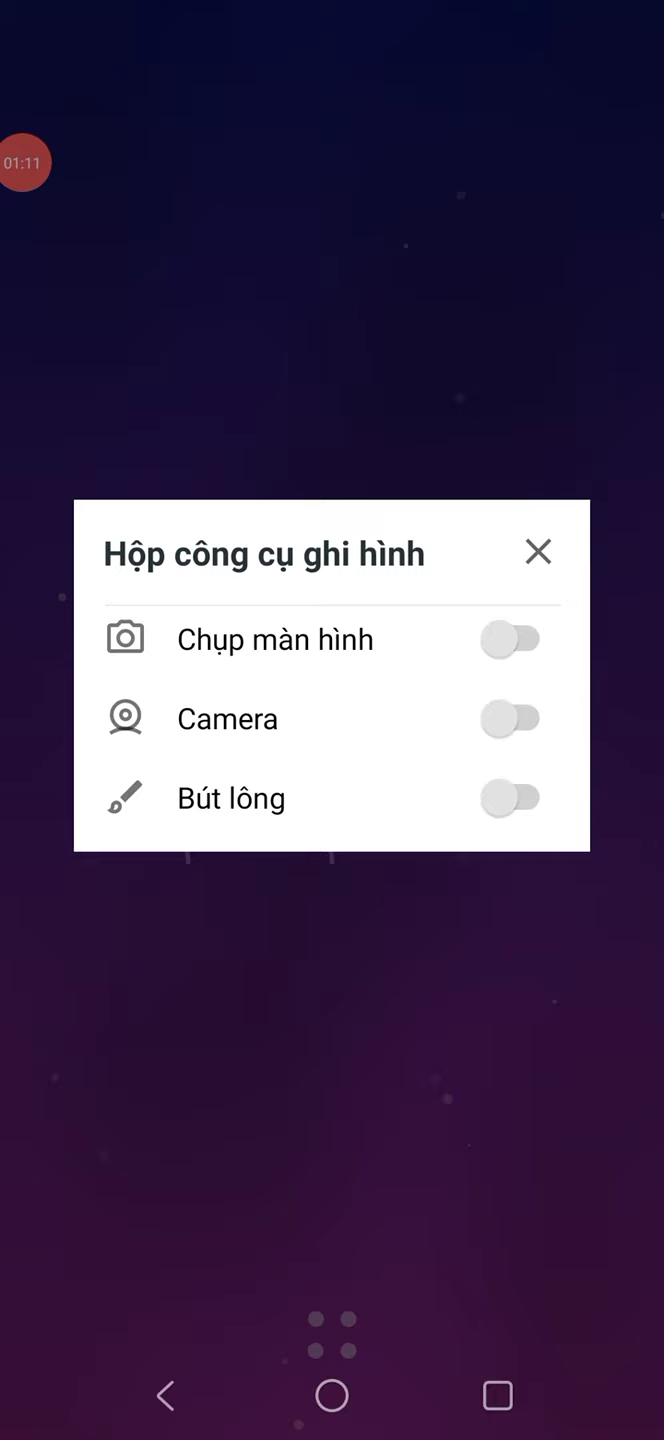 01:11
Hộp công cụ ghi hình
Chụp màn hình
Camera
Bút lông